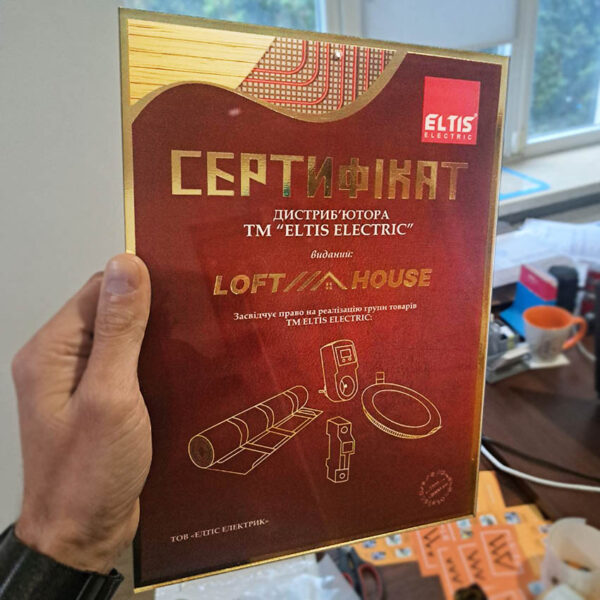 ELTIS
ELECTRIC
СЕРТИФІКАТ
ДИСТРИБ'ЮТОРА
ТМ “ELTIS ELECTRIC”
виданий:
LOFT HOUSE
Засвідчує право на реалізацію групи товарів
ТМ ELTIS ELECTRIC:
ТОВ «ЕЛТІС ЕЛЕКТРИК»